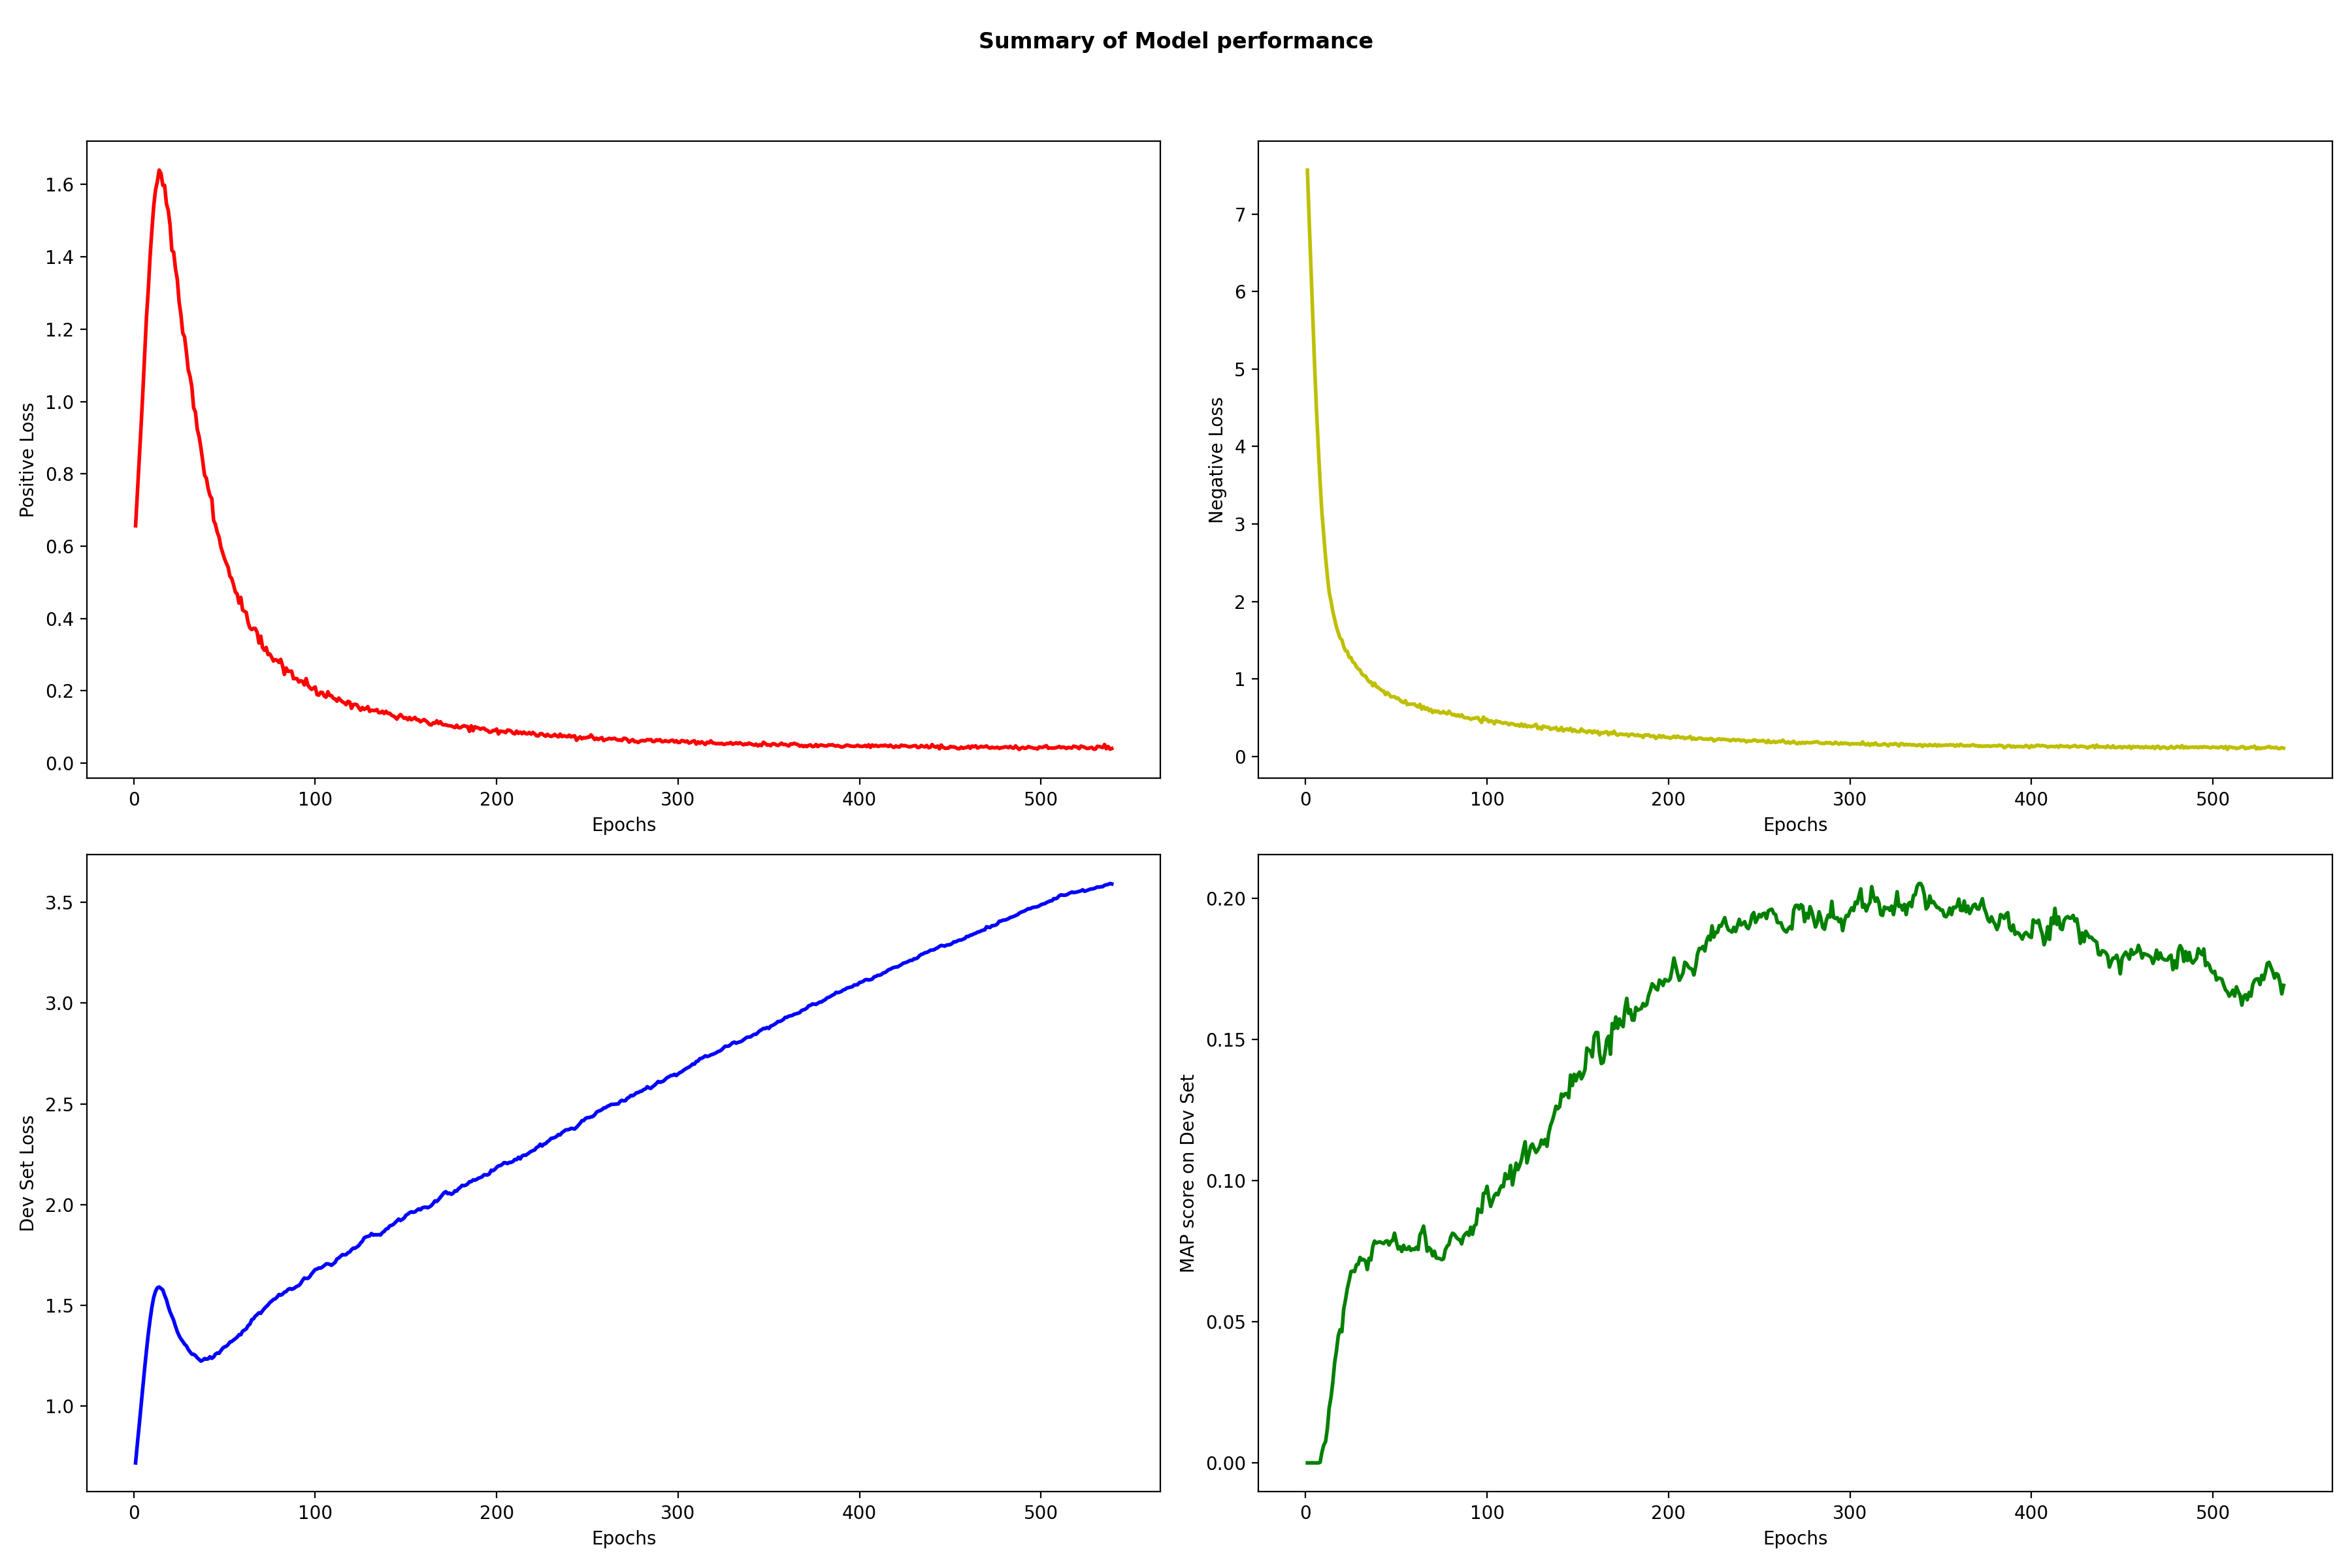 Summary of Model performance
Positive Loss
1.6
1.4
1.2
1.0
0.8
0.6
0.4
0.2
0.0
0 100 200 300 400 500
Epochs
Negative Loss
7
6
5
4
3
2
1
0
0 100 200 300 400 500
Epochs
Dev Set Loss
3.5
3.0
2.5
2.0
1.5
1.0
0 100 200 300 400 500
Epochs
MAP score on Dev Set
0.20
0.15
0.10
0.05
0.00
0 100 200 300 400 500
Epochs